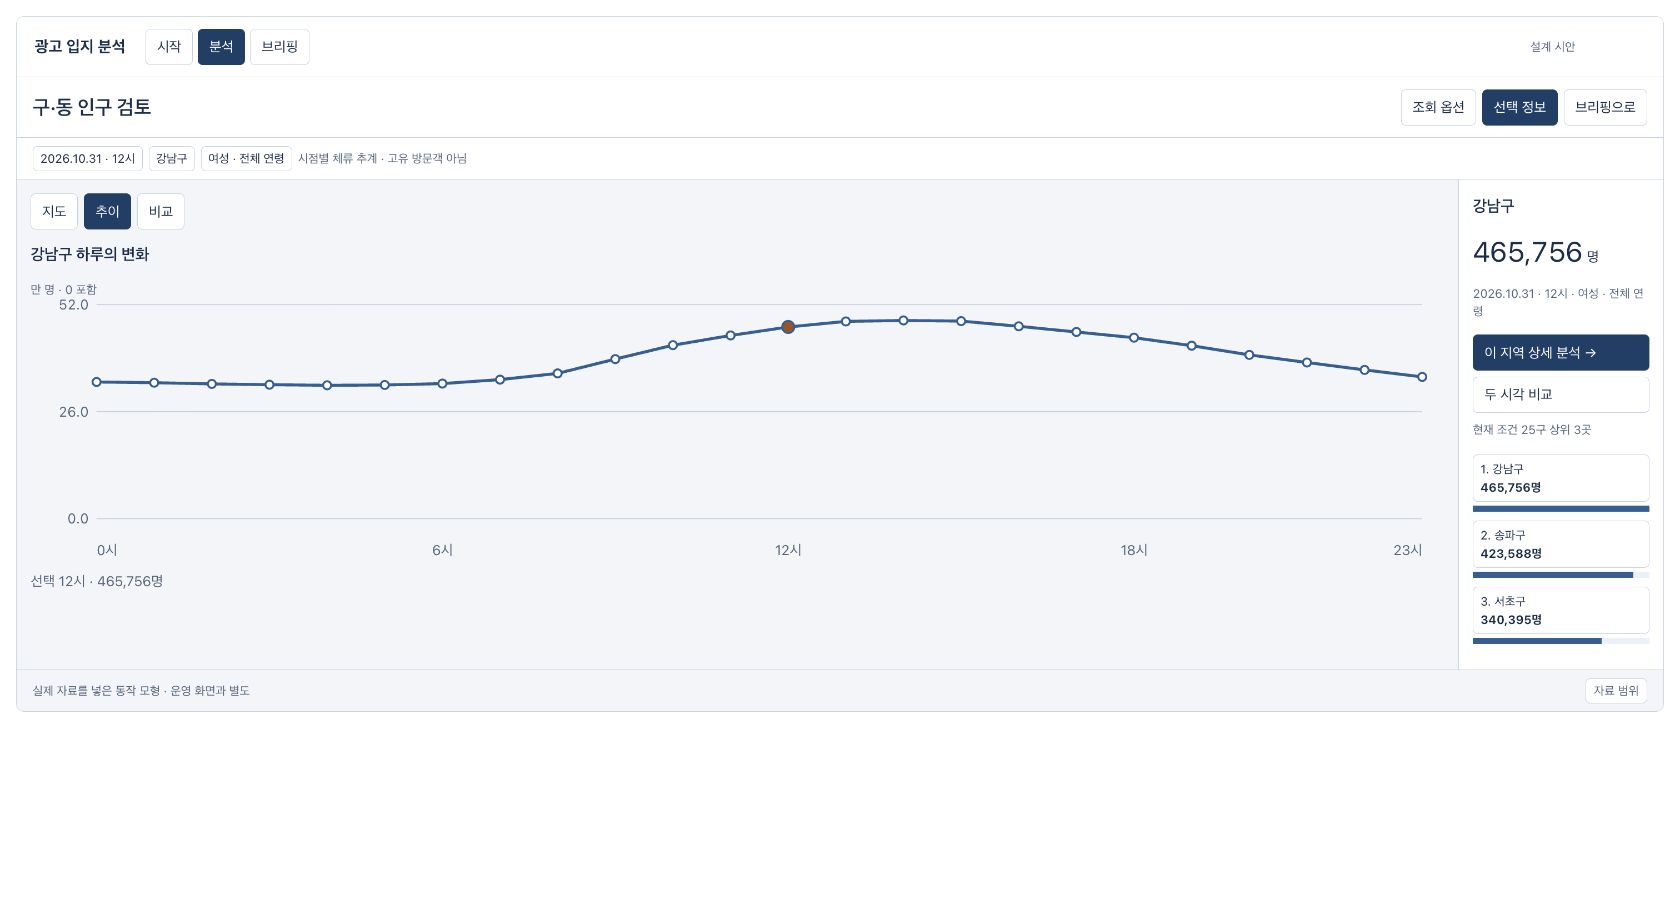 광고 입지 분석
시작
분석
브리핑
설계 시안
구·동 인구 검토
조회 옵션
선택 정보
브리핑으로
2026.10.31 · 12시
강남구
여성 · 전체 연령
시점별 체류 추계 · 고유 방문객 아님
지도
추이
비교
강남구 하루의 변화
만 명 · 0 포함
52.0
26.0
0.0
0시
6시
12시
18시
23시
선택 12시 · 465,756명
강남구
465,756 명
2026.10.31 · 12시 · 여성 · 전체 연
령
이 지역 상세 분석 →
두 시각 비교
현재 조건 25구 상위 3곳
1. 강남구
465,756명
2. 송파구
423,588명
3. 서초구
340,395명
실제 자료를 넣은 동작 모형 · 운영 화면과 별도
자료 범위